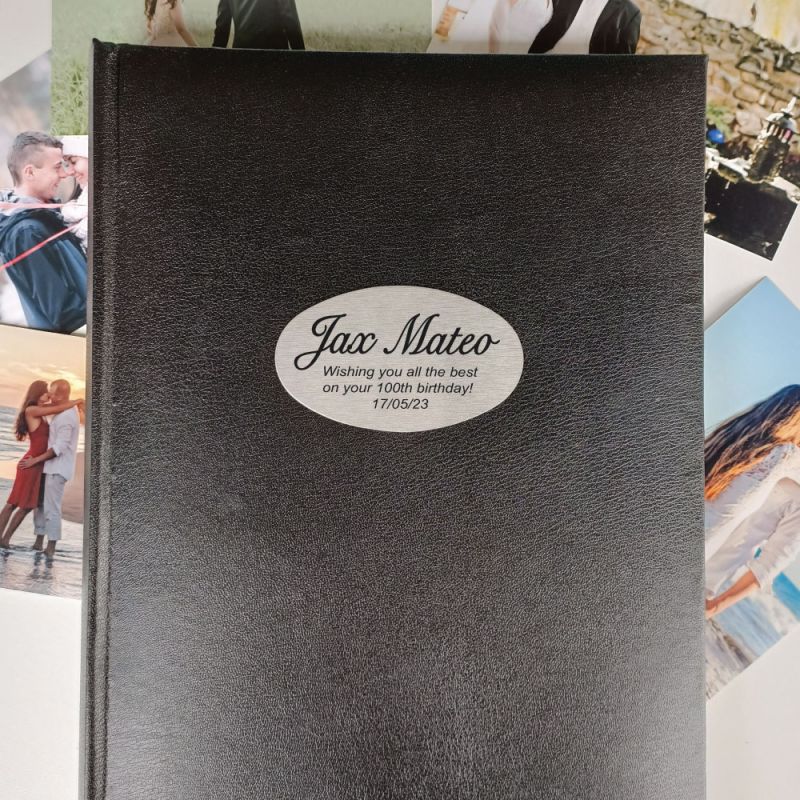 Jax Mateo
Wishing you all the best
on your 100th birthday!
17/05/23